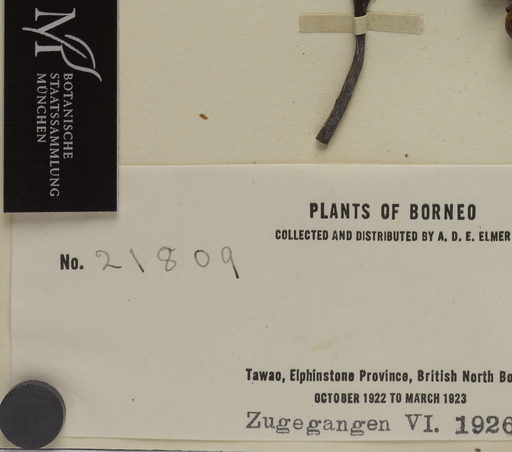 M
BOTANISCHE
STAATSSAMMLUNG
MÜNCHEN
PLANTS OF BORNEO
COLLECTED AND DISTRIBUTED BY A. D. E. ELMER
No. 21809
Tawao, Elphinstone Province, British North Bo
OCTOBER 1922 TO MARCH 1923
Zugegangen VI. 1926